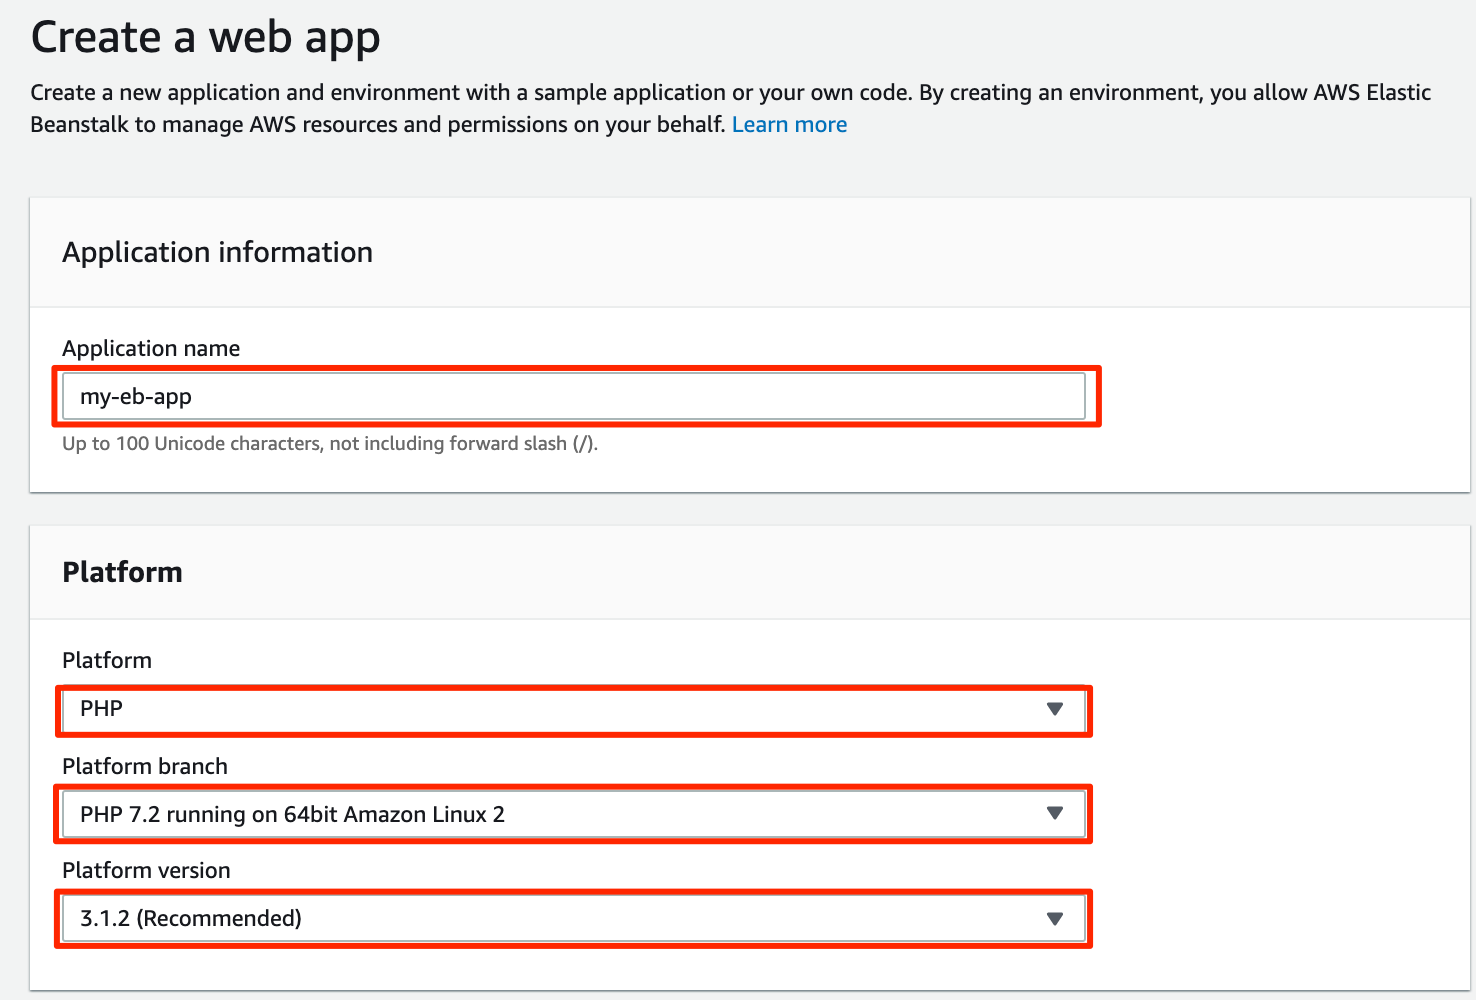 Create a web app
Create a new application and environment with a sample application or your own code. By creating an environment, you allow AWS Elastic
Beanstalk to manage AWS resources and permissions on your behalf. Learn more
Application information
Application name
my-eb-app
Up to 100 Unicode characters, not including forward slash (/).
Platform
Platform
PHP
Platform branch
PHP 7.2 running on 64bit Amazon Linux 2
Platform version
3.1.2 (Recommended)